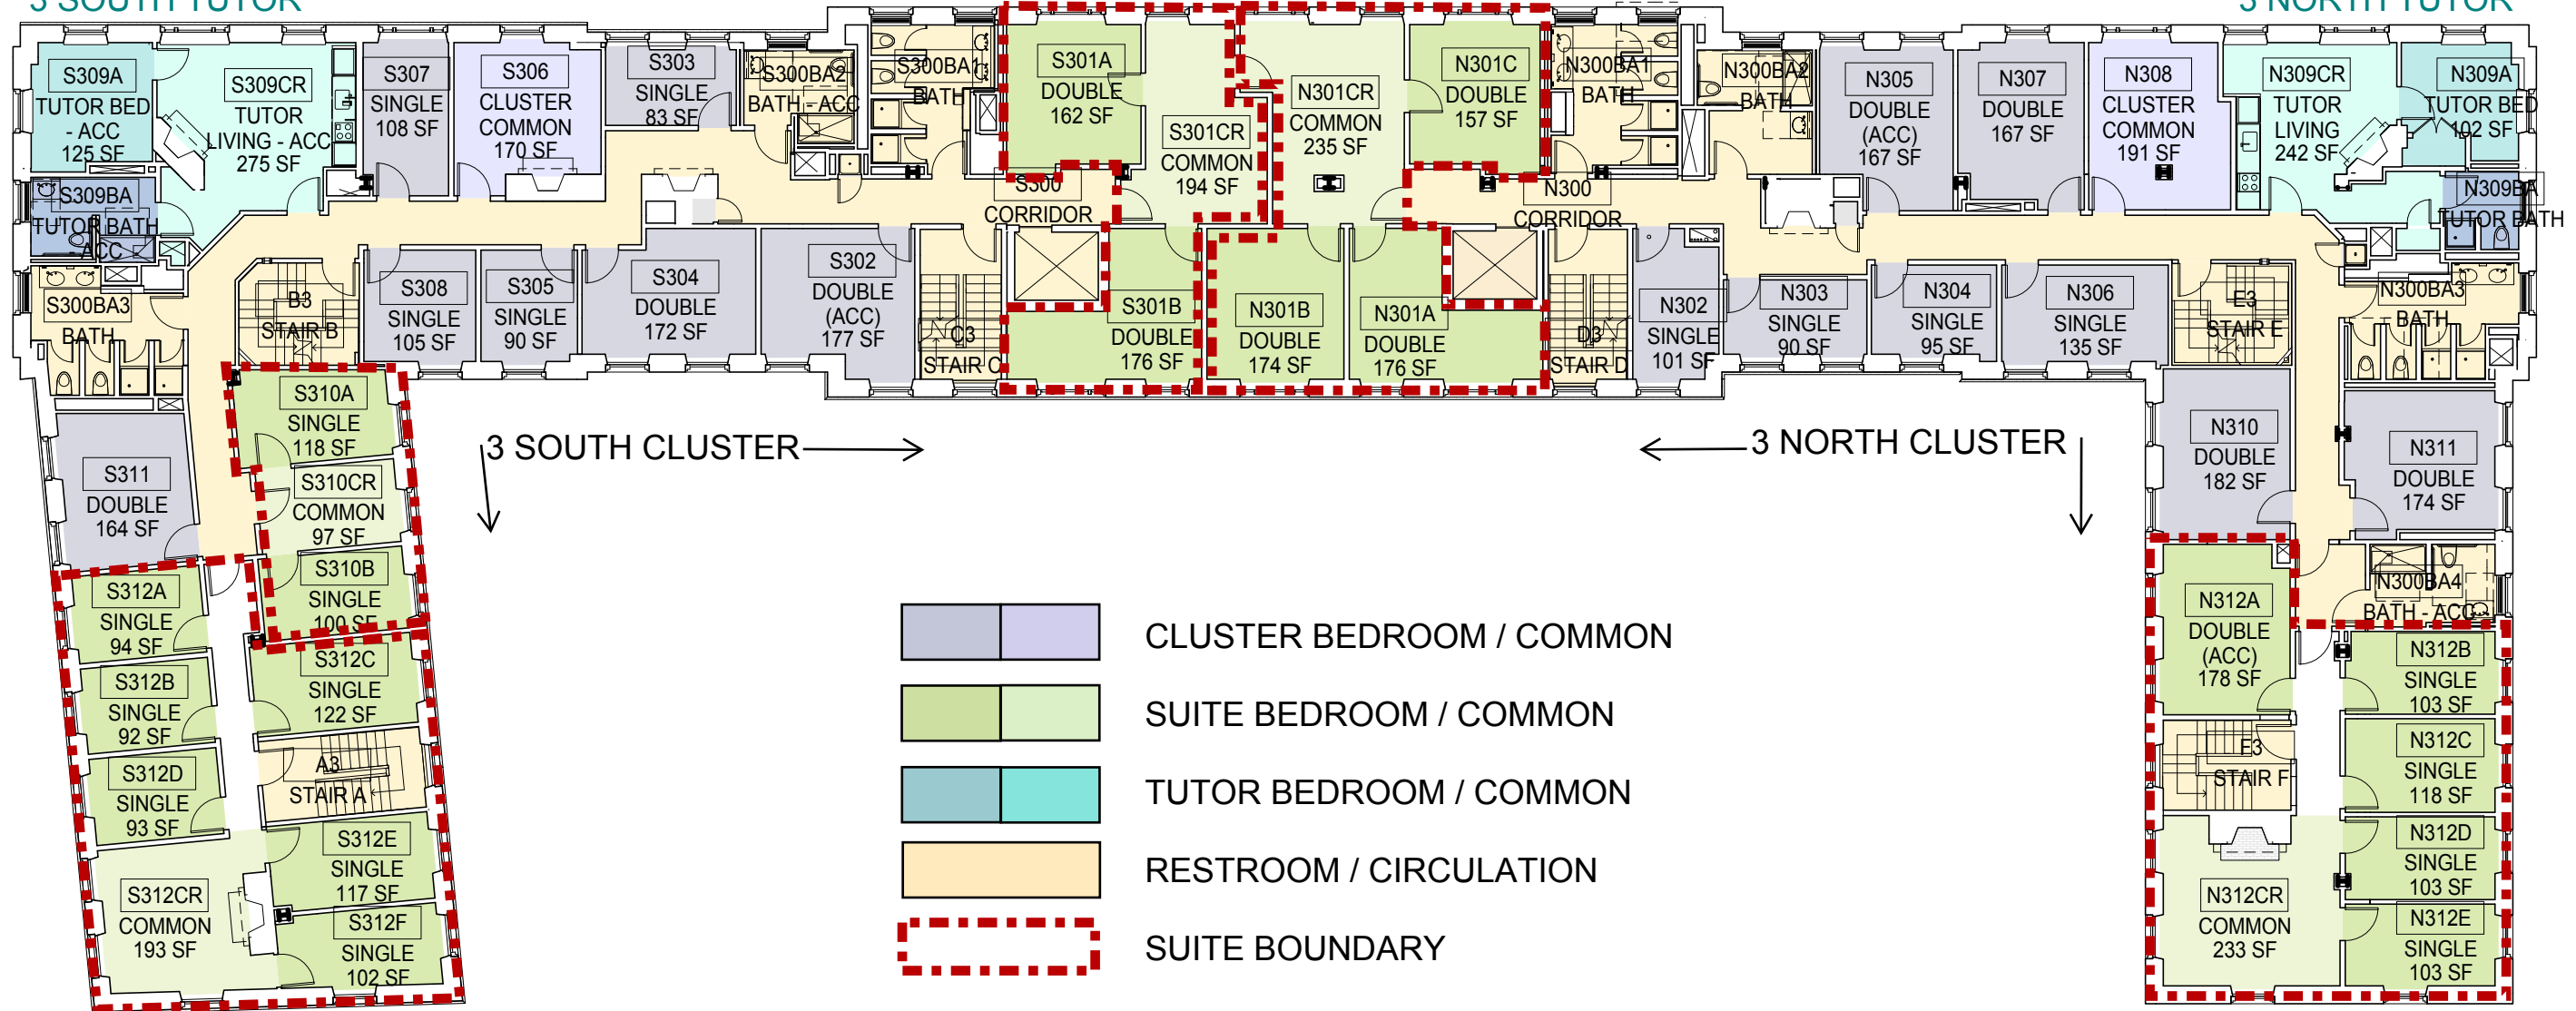 3 SOUTH TUTOR
3 NORTH TUTOR
S309A
TUTOR BED
- ACC
125 SF
S309CR
TUTOR
LIVING - ACC
275 SF
S307
SINGLE
108 SF
S306
CLUSTER
COMMON
170 SF
S303
SINGLE
83 SF
S300BA2
BATH - ACC
S300BA1
BATH
S301A
DOUBLE
162 SF
S301CR
COMMON
194 SF
N301CR
COMMON
235 SF
N301C
DOUBLE
157 SF
N300BA1
BATH
N300BA2
BATH
N305
DOUBLE
(ACC)
167 SF
N307
DOUBLE
167 SF
N308
CLUSTER
COMMON
191 SF
N309CR
TUTOR
LIVING
242 SF
N309A
TUTOR BED
102 SF
S309BA
TUTOR BATH
- ACC
S300
CORRIDOR
N300
CORRIDOR
N309BA
TUTOR BATH
S300BA3
BATH
B3
STAIR B
S308
SINGLE
105 SF
S305
SINGLE
90 SF
S304
DOUBLE
172 SF
S302
DOUBLE
(ACC)
177 SF
C3
STAIR C
S301B
DOUBLE
176 SF
N301B
DOUBLE
174 SF
N301A
DOUBLE
176 SF
D3
STAIR D
N302
SINGLE
101 SF
N303
SINGLE
90 SF
N304
SINGLE
95 SF
N306
SINGLE
135 SF
E3
STAIR E
N300BA3
BATH
S310A
SINGLE
118 SF
3 SOUTH CLUSTER
3 NORTH CLUSTER
S311
DOUBLE
164 SF
S310CR
COMMON
97 SF
N310
DOUBLE
182 SF
N311
DOUBLE
174 SF
S310B
SINGLE
100 SF
S312A
SINGLE
94 SF
S312C
SINGLE
122 SF
S312B
SINGLE
92 SF
S312D
SINGLE
93 SF
A3
STAIR A
S312E
SINGLE
117 SF
S312CR
COMMON
193 SF
S312F
SINGLE
102 SF
CLUSTER BEDROOM / COMMON
SUITE BEDROOM / COMMON
TUTOR BEDROOM / COMMON
RESTROOM / CIRCULATION
SUITE BOUNDARY
N300BA4
BATH - ACC
N312A
DOUBLE
(ACC)
178 SF
N312B
SINGLE
103 SF
N312C
SINGLE
118 SF
F3
STAIR F
N312D
SINGLE
103 SF
N312CR
COMMON
233 SF
N312E
SINGLE
103 SF